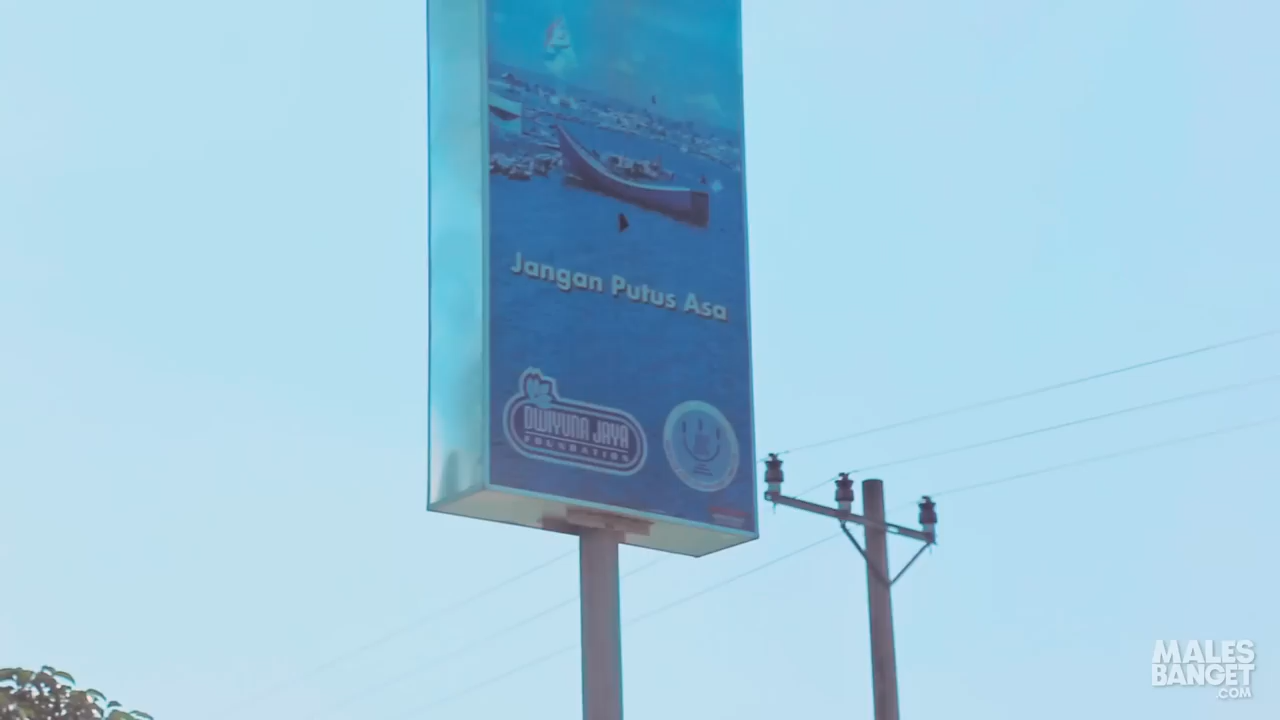 Jangan Putus Asa
DWIYUNA JAYA
FOUNDATION
MALES
BANGET
.COM